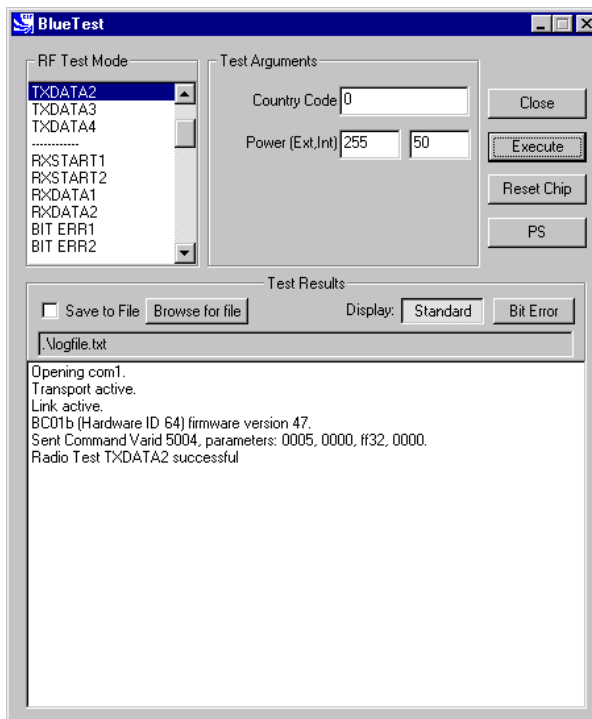 BlueTest
RF Test Mode
TXDATA2
TXDATA3
TXDATA4
-----------
RXSTART1
RXSTART2
RXDATA1
RXDATA2
BIT ERR1
BIT ERR2
Test Arguments
Country Code 0
Power (Ext,Int) 255 50
Close
Execute
Reset Chip
PS
Test Results
Save to File Browse for file Display: Standard Bit Error
.\logfile.txt
Opening com1.
Transport active.
Link active.
BC01b (Hardware ID 64) firmware version 47.
Sent Command Varid 5004, parameters: 0005, 0000, ff32, 0000.
Radio Test TXDATA2 successful